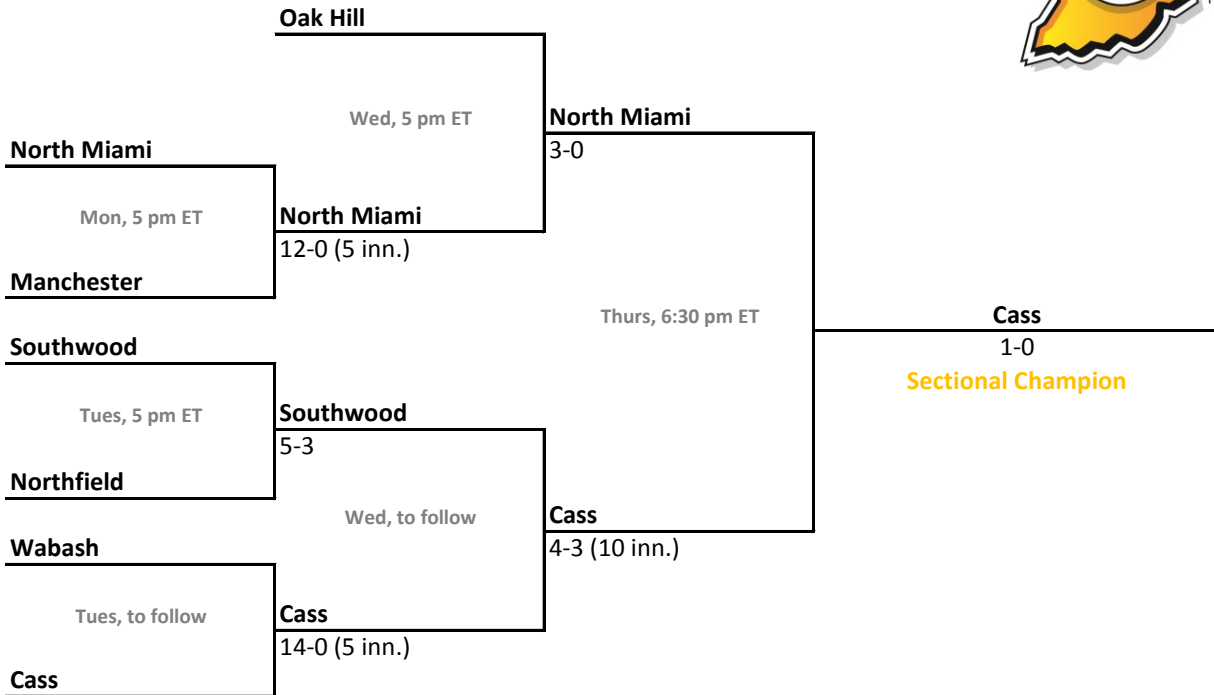 Oak Hill
Wed, 5 pm ET
North Miami
North Miami
3-0
Mon, 5 pm ET
North Miami
12-0 (5 inn.)
Manchester
Thurs, 6:30 pm ET
Cass
Southwood
1-0
Sectional Champion
Tues, 5 pm ET
Southwood
5-3
Northfield
Wed, to follow
Cass
Wabash
4-3 (10 inn.)
Tues, to follow
Cass
14-0 (5 inn.)
Cass